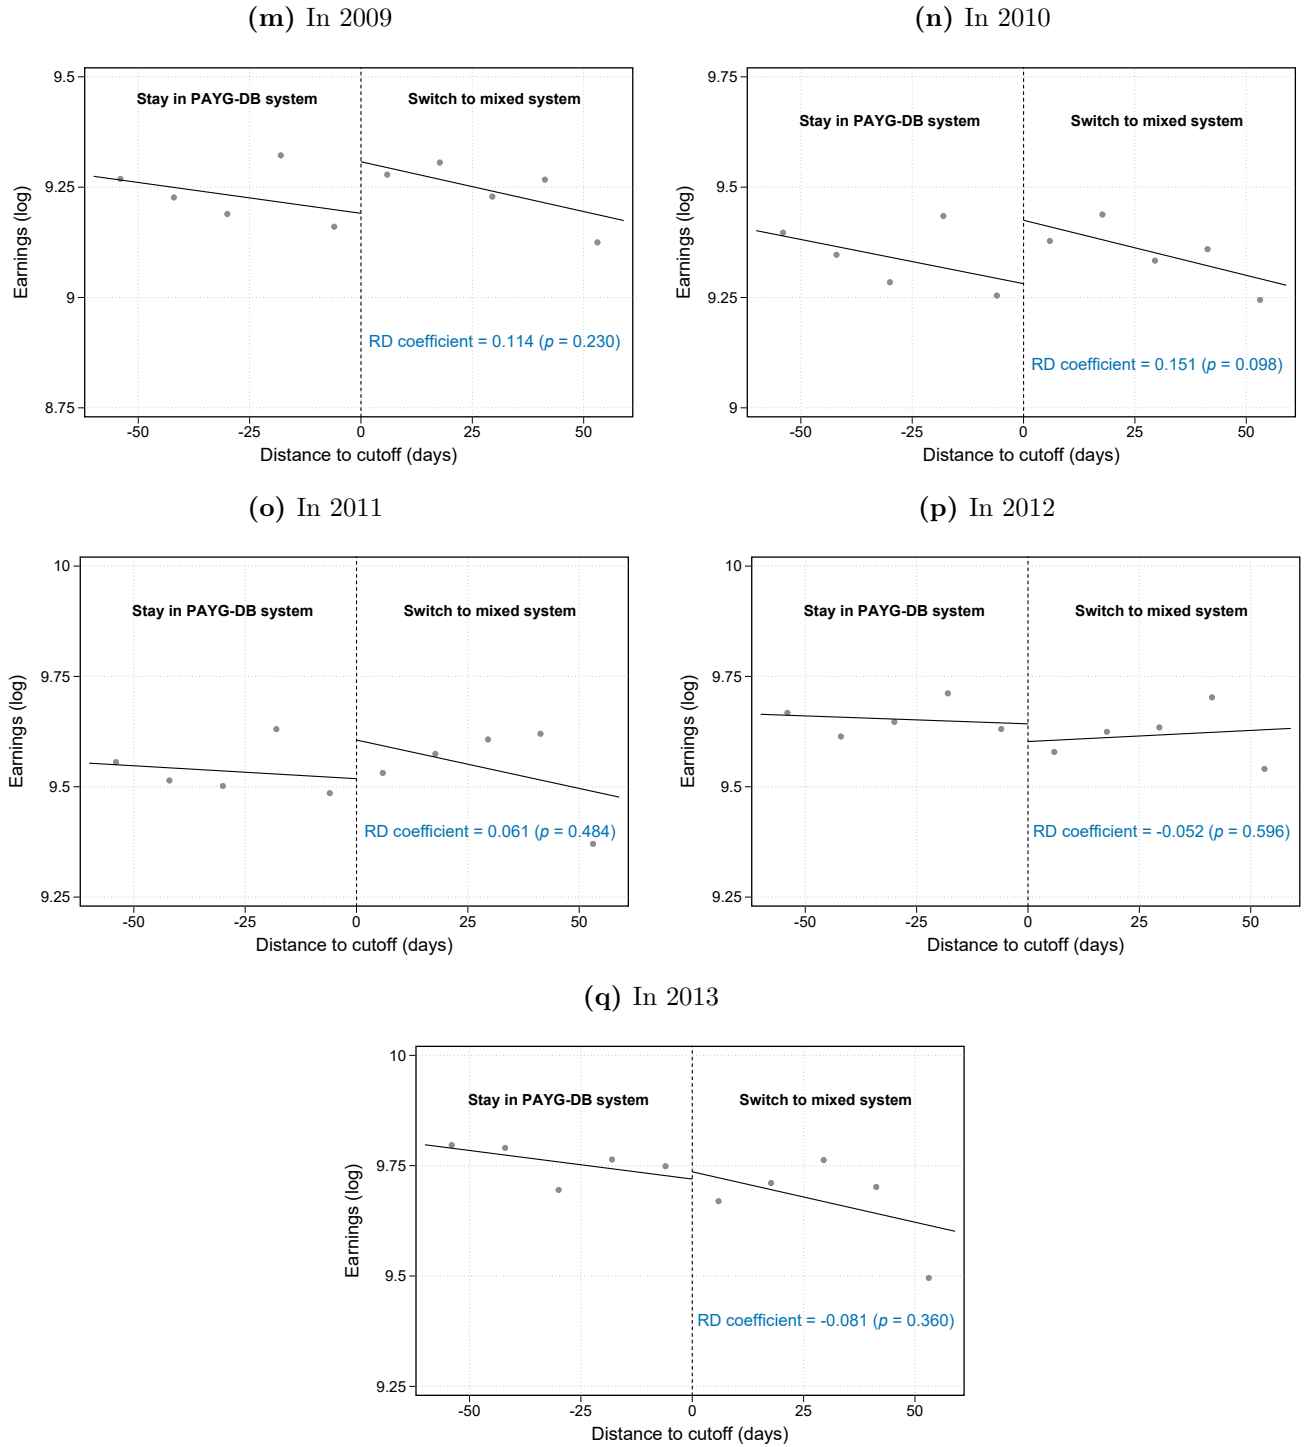 (m) In 2009
9.5
9.25
9
8.75
Earnings (log)
Stay in PAYG-DB system
Switch to mixed system
RD coefficient = 0.114 (p = 0.230)
-50 -25 0 25 50
Distance to cutoff (days)
(n) In 2010
9.75
9.5
9.25
9
Earnings (log)
Stay in PAYG-DB system
Switch to mixed system
RD coefficient = 0.151 (p = 0.098)
-50 -25 0 25 50
Distance to cutoff (days)
(o) In 2011
10
9.75
9.5
9.25
Earnings (log)
Stay in PAYG-DB system
Switch to mixed system
RD coefficient = 0.061 (p = 0.484)
-50 -25 0 25 50
Distance to cutoff (days)
(p) In 2012
10
9.75
9.5
9.25
Earnings (log)
Stay in PAYG-DB system
Switch to mixed system
RD coefficient = -0.052 (p = 0.596)
-50 -25 0 25 50
Distance to cutoff (days)
(q) In 2013
10
9.75
9.5
9.25
Earnings (log)
Stay in PAYG-DB system
Switch to mixed system
RD coefficient = -0.081 (p = 0.360)
-50 -25 0 25 50
Distance to cutoff (days)